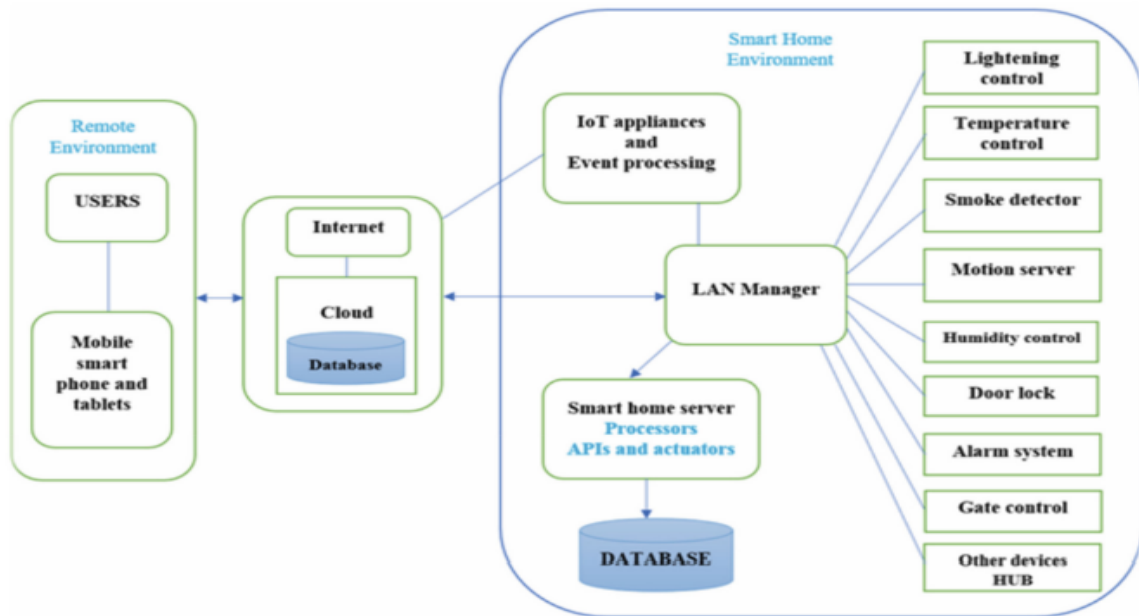 Remote
Environment
USERS
Mobile
smart
phone and
tablets
Internet
Cloud
Database
Smart Home
Environment
IoT appliances
and
Event processing
LAN Manager
Smart home server
Processors
APIs and actuators
DATABASE
Lightening
control
Temperature
control
Smoke detector
Motion server
Humidity control
Door lock
Alarm system
Gate control
Other devices
HUB